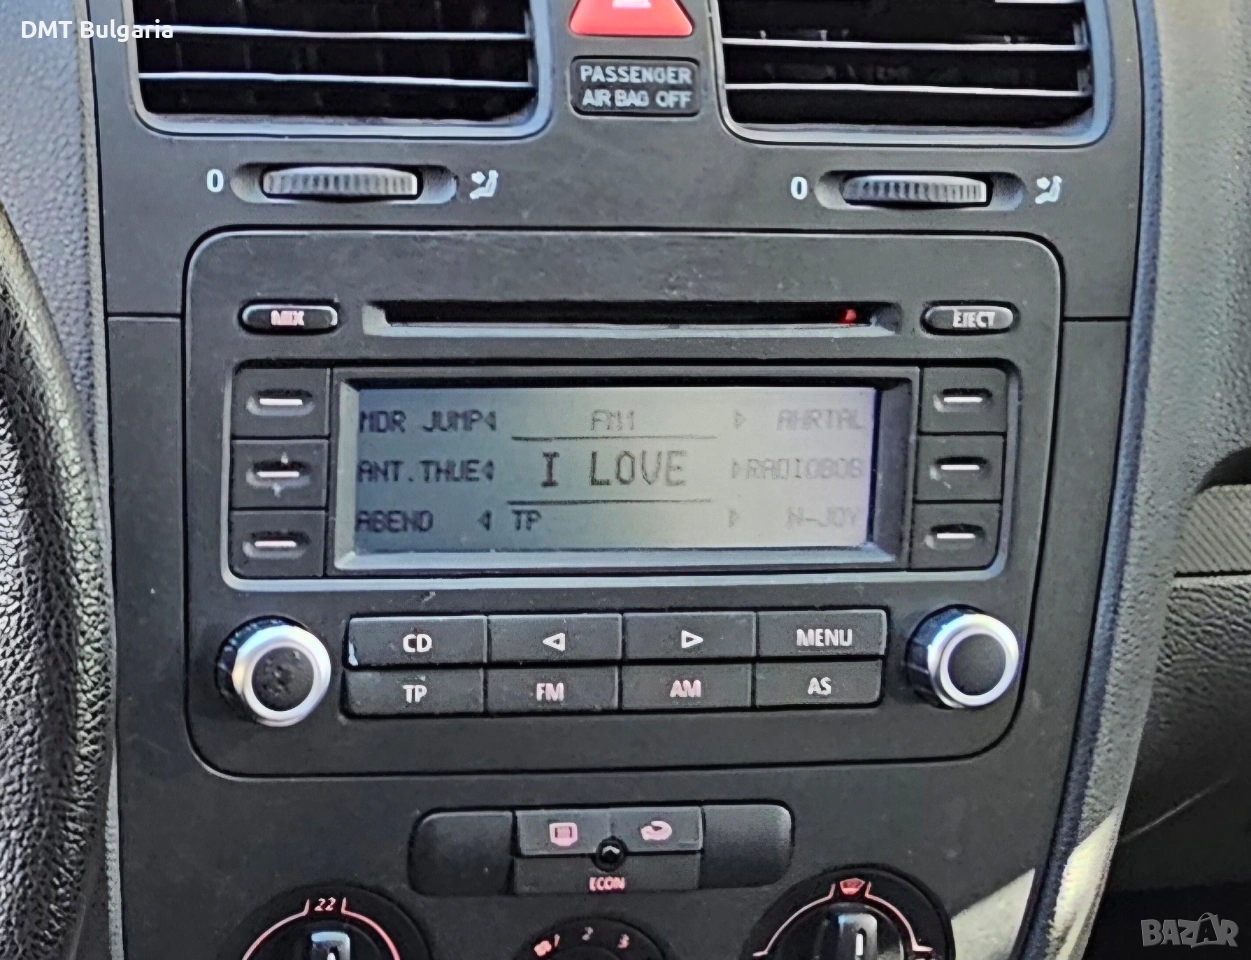 DMT Bulgaria
PASSENGER
AIR BAG OFF
0
0
MIX
EJECT
MDR JUMP FM1 AHRTAL
ANT.THUE I LOVE RADIOBOB
ABEND TP N-JOY
CD
MENU
TP FM AM AS
ECON
22
1 2 3
BAZAR